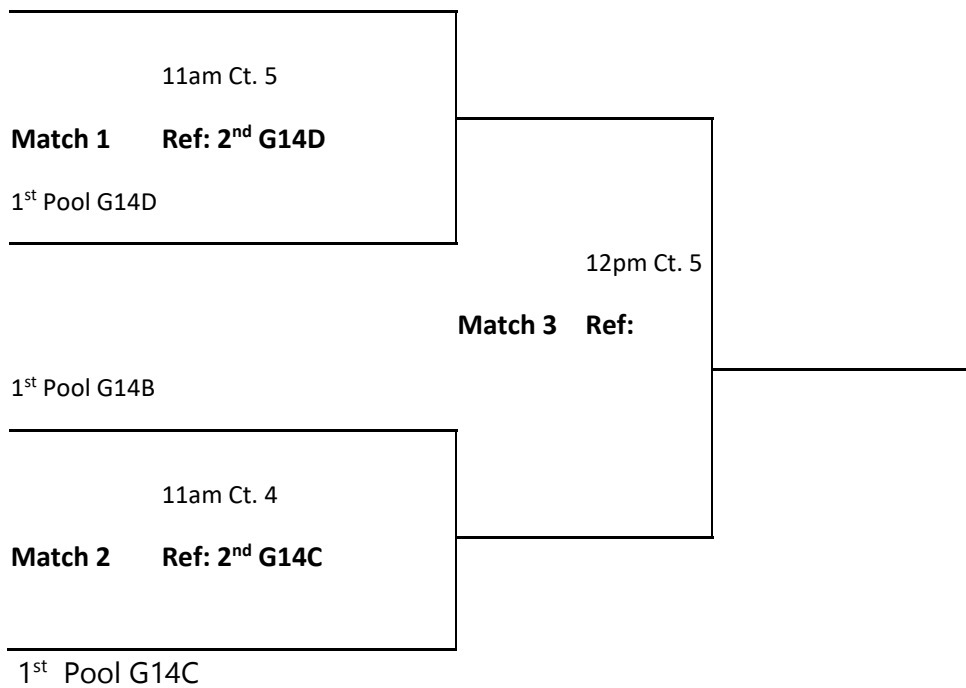 11am Ct. 5
Match 1 Ref: 2nd G14D
1st Pool G14D
12pm Ct. 5
Match 3 Ref:
1st Pool G14B
11am Ct. 4
Match 2 Ref: 2nd G14C
1st Pool G14C